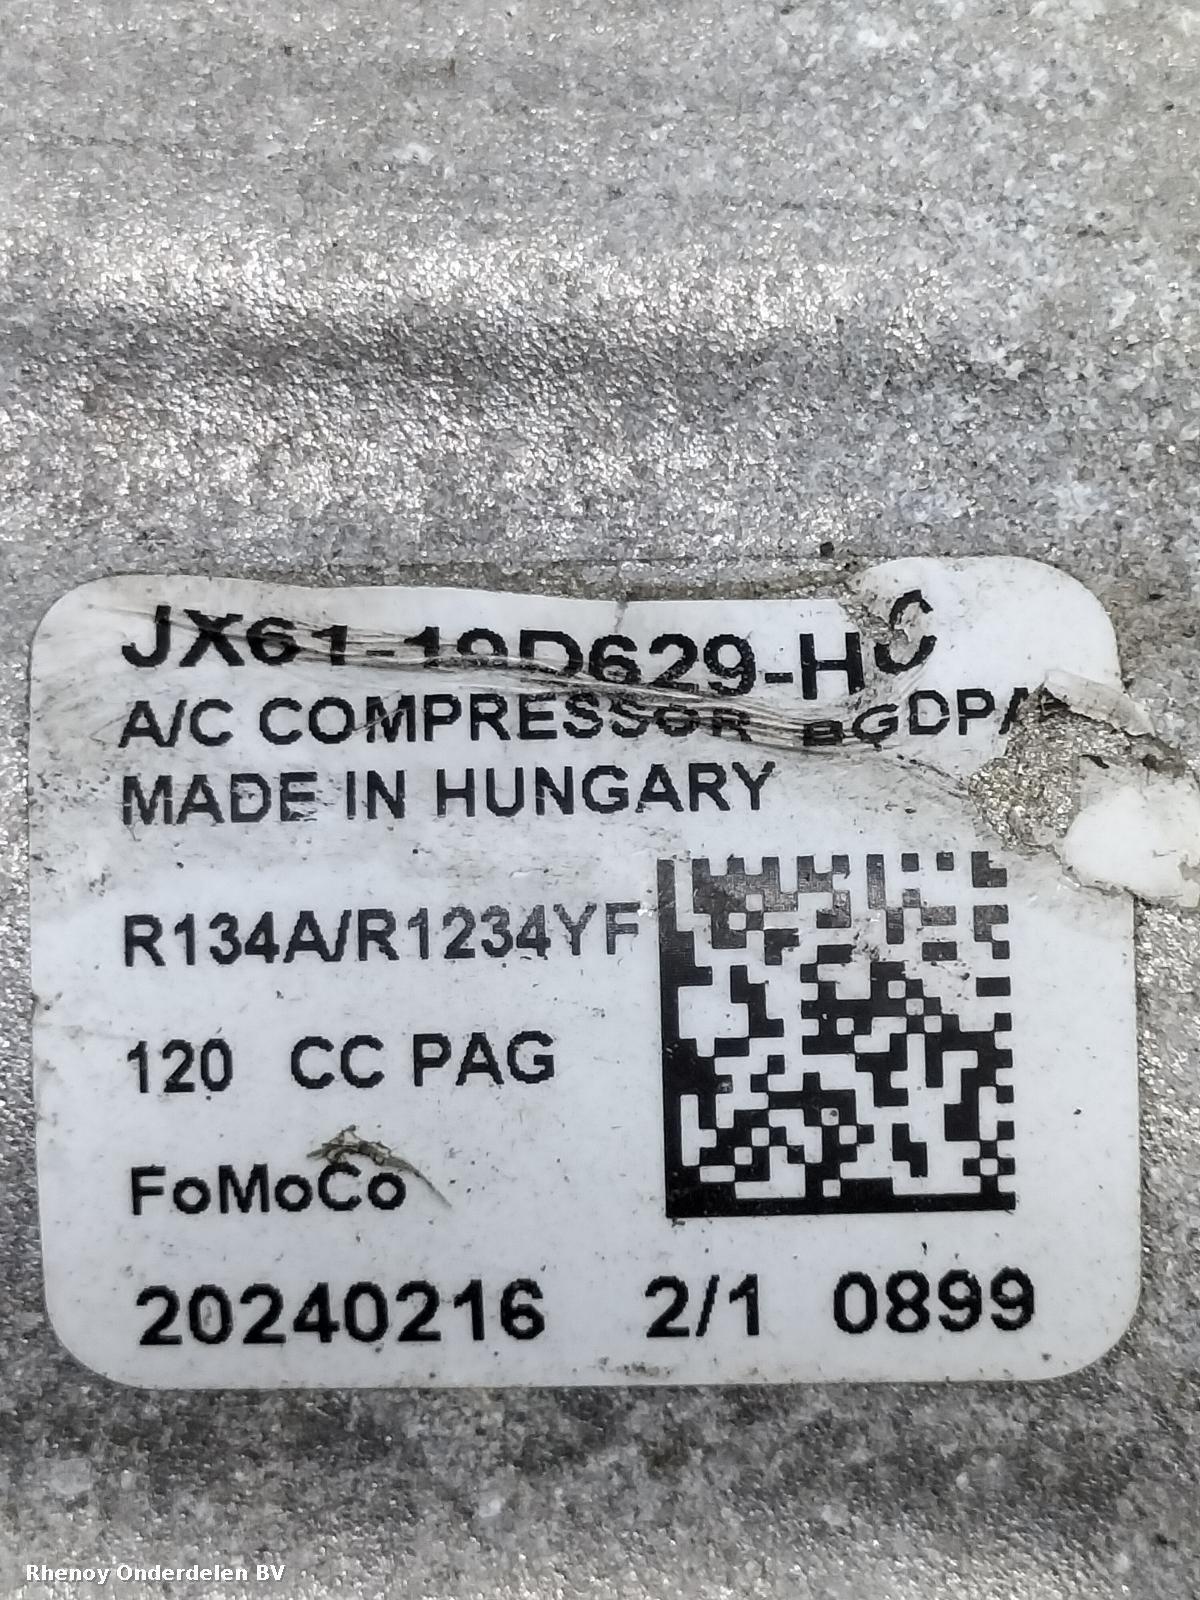 JX61-19D629-HC
A/C COMPRESSOR
MADE IN HUNGARY
R134A/R1234YF
120 CC PAG
FoMoCo
20240216 2/1 0899
Rhenoy Onderdelen BV